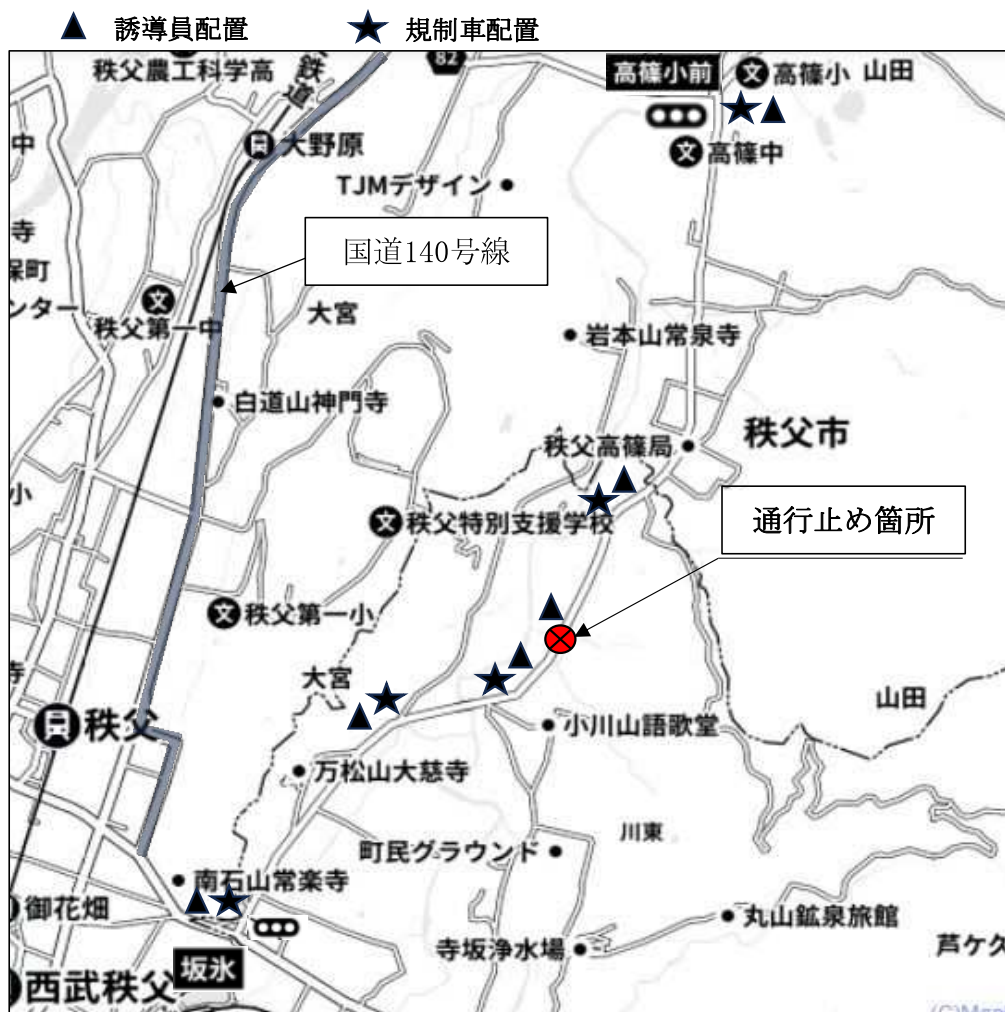 ▲ 誘導員配置 ★ 規制車配置
秩父農工科学高
鉄道
82
高篠小前
高篠小
山田
大野原
高篠中
中
TJMデザイン
寺
国道140号線
保町
ンター
秩父第一中
大宮
岩本山常泉寺
白道山神門寺
秩父高篠局
秩父市
小
秩父特別支援学校
通行止め箇所
秩父第一小
寺
大宮
山田
秩父
小川山語歌堂
万松山大慈寺
川東
町民グラウンド
南石山常楽寺
御花畑
丸山鉱泉旅館
寺坂浄水場
芦ケ久
坂氷
西武秩父